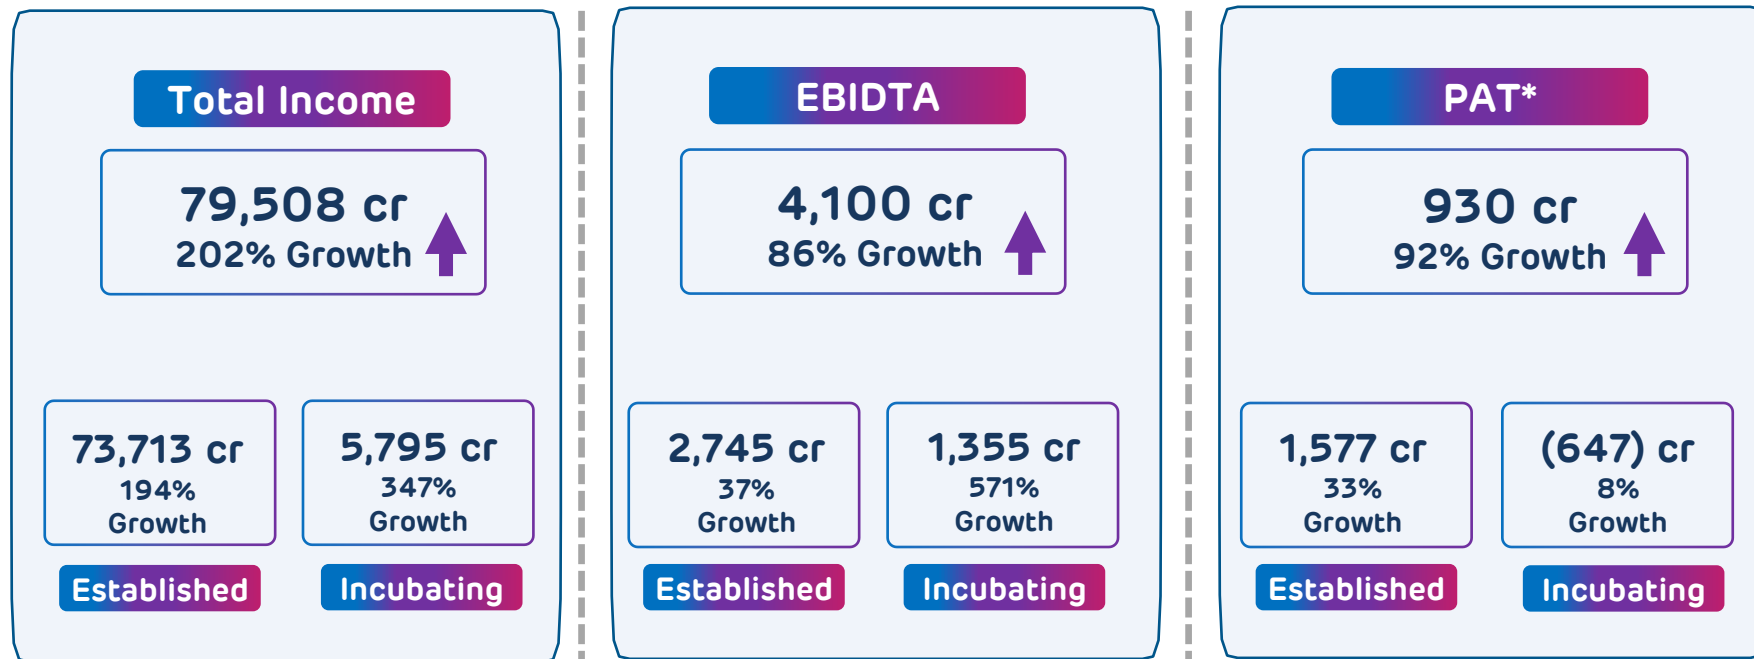 Total Income
79,508 cr
202% Growth
73,713 cr
194%
Growth
Established
5,795 cr
347%
Growth
Incubating
EBIDTA
4,100 cr
86% Growth
2,745 cr
37%
Growth
Established
1,355 cr
571%
Growth
Incubating
PAT*
930 cr
92% Growth
1,577 cr
33%
Growth
Established
(647) cr
8%
Growth
Incubating